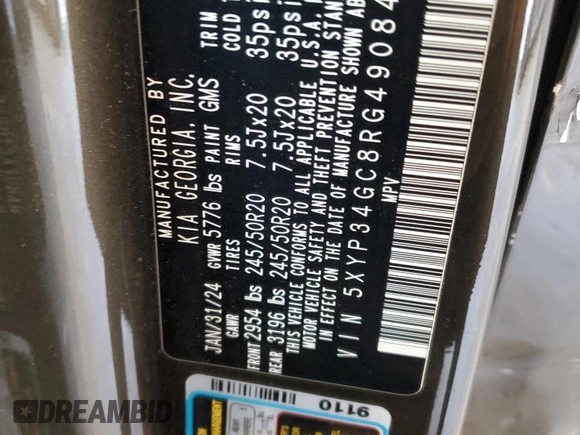 MANUFACTURED BY
KIA GEORGIA, INC.
JAN/31/24 GVWR 5776 lbs PAINT GMS TRIM
GAWR TIRES RIMS COLD
FRONT 2954 lbs 245/50R20 7.5Jx20 35psi
REAR 3196 lbs 245/50R20 7.5Jx20 35psi
THIS VEHICLE CONFORMS TO ALL APPLICABLE U.S.A.
MOTOR VEHICLE SAFETY AND THEFT PREVENTION STAN
IN EFFECT ON THE DATE OF MANUFACTURE SHOWN AB
VIN 5XYP34GC8RG49084
MPV
9110
DREAMBID